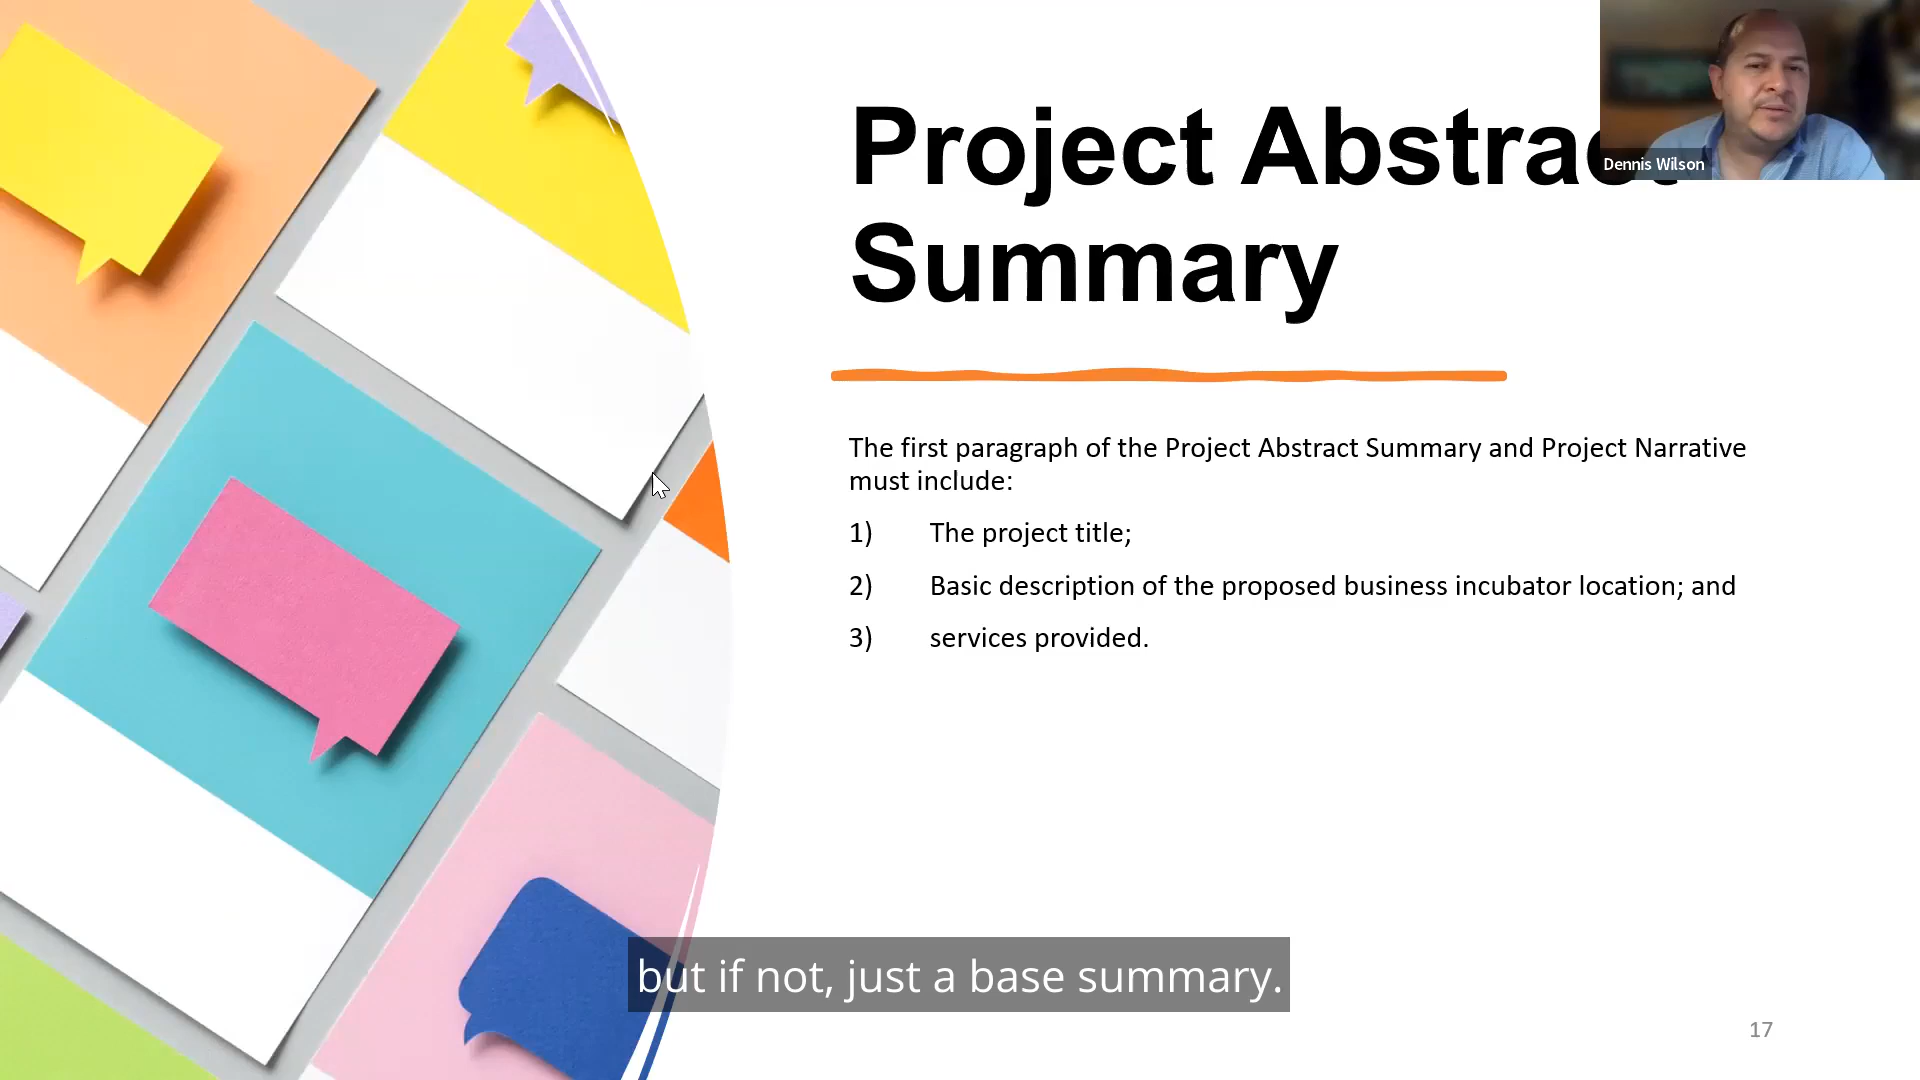 Project Abstract
Summary
Dennis Wilson
The first paragraph of the Project Abstract Summary and Project Narrative
must include:
1) The project title;
2) Basic description of the proposed business incubator location; and
3) services provided.
but if not, just a base summary.
17